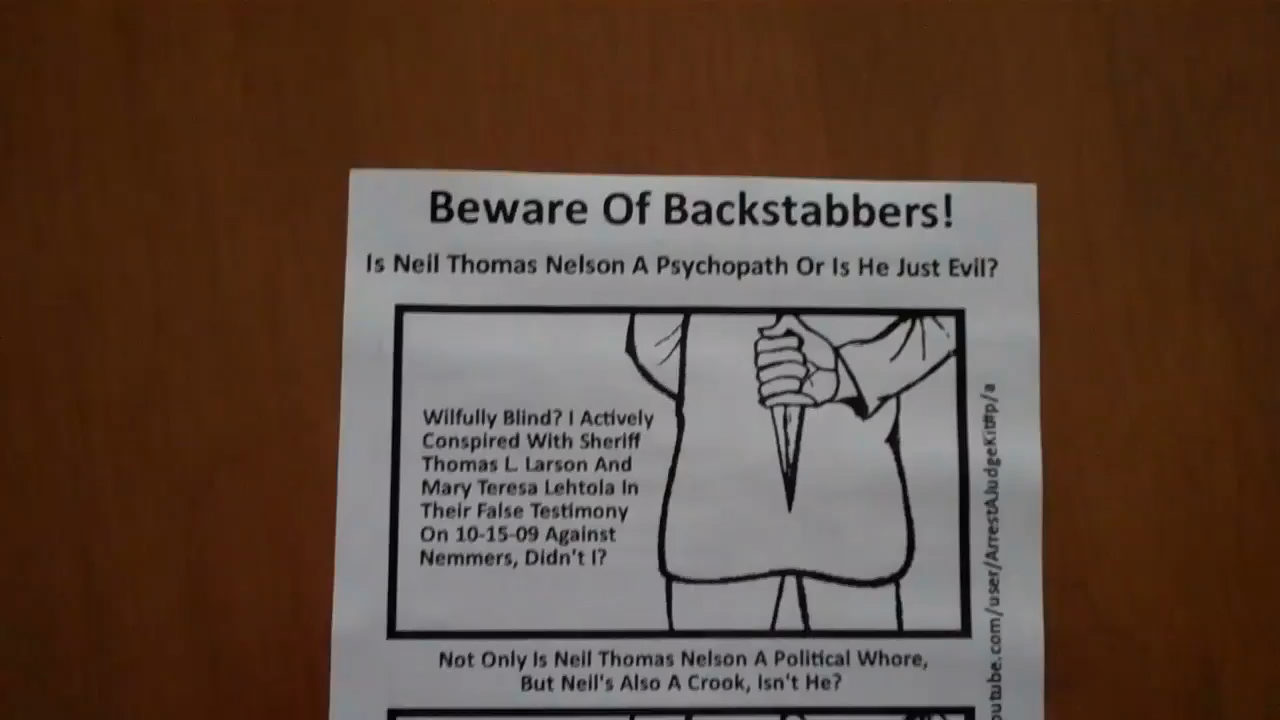 Beware Of Backstabbers!
Is Neil Thomas Nelson A Psychopath Or Is He Just Evil?
Wilfully Blind? I Actively
Conspired With Sheriff
Thomas L. Larson And
Mary Teresa Lehtola In
Their False Testimony
On 10-15-09 Against
Nemmers, Didn't I?
Not Only Is Neil Thomas Nelson A Political Whore,
But Neil's Also A Crook, Isn't He?
outube.com/user/ArrestAJudgeKit#p/a